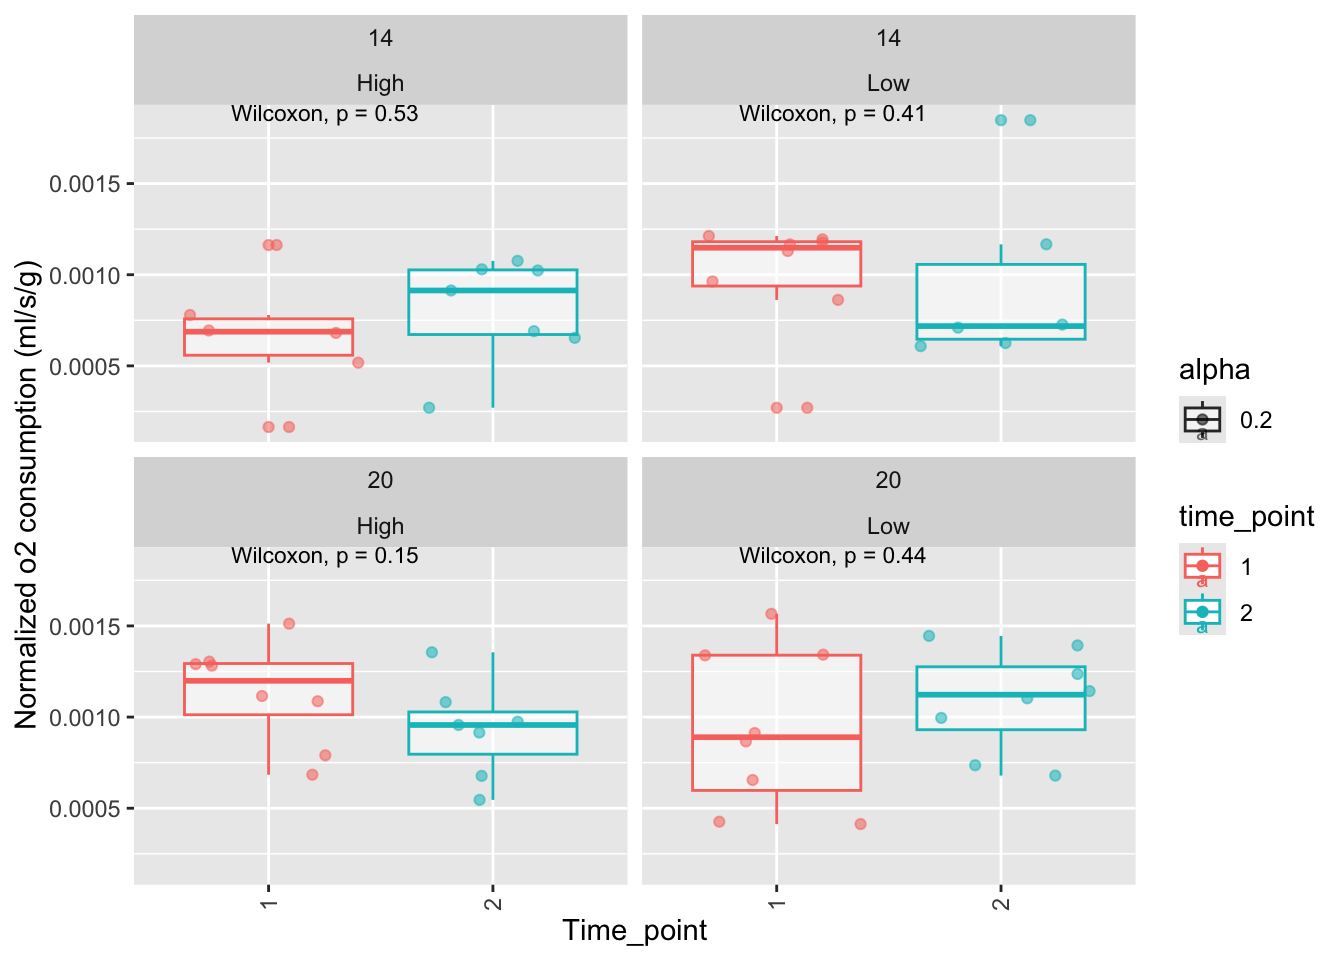 14
High
Wilcoxon, p = 0.53
14
Low
Wilcoxon, p = 0.41
0.0015
0.0010
0.0005
20
High
Wilcoxon, p = 0.15
20
Low
Wilcoxon, p = 0.44
0.0015
0.0010
0.0005
Normalized o2 consumption (ml/s/g)
1
2
1
2
Time_point
alpha
a
0.2
time_point
a
1
a
2